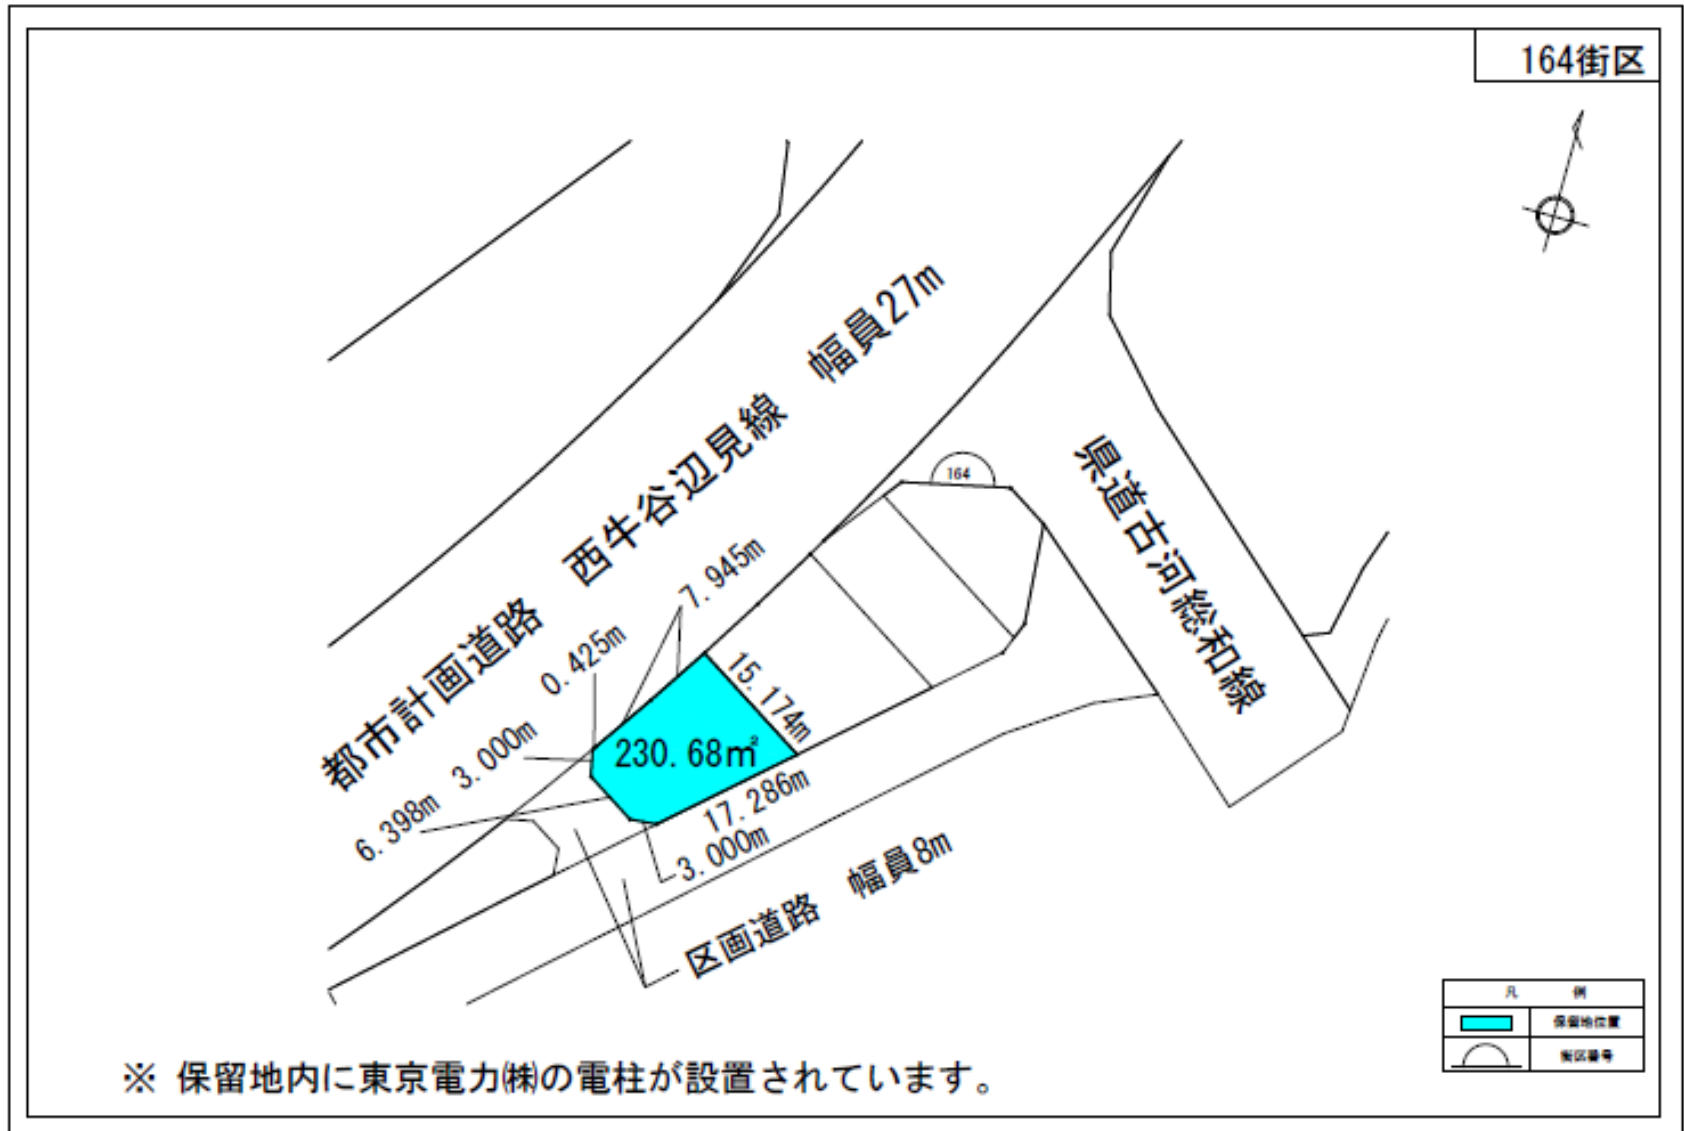 164街区
都市計画道路 西牛谷辺見線 幅員27m
164
県道古河総和線
7.945m
0.425m
3.000m
6.398m
15.174m
230.68㎡
17.286m
3.000m
区画道路 幅員8m
凡 例
保留地位置
街区番号
※ 保留地内に東京電力㈱の電柱が設置されています。